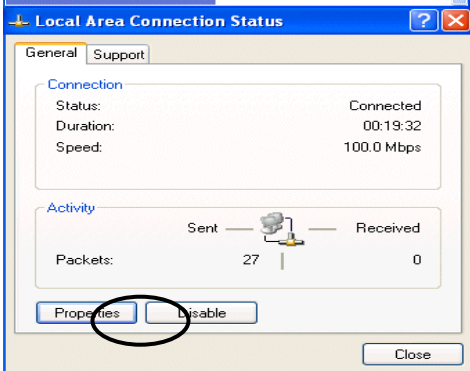 Local Area Connection Status
General Support
Connection
Status: Connected
Duration: 00:19:32
Speed: 100.0 Mbps
Activity
Sent Received
Packets: 27 0
Properties Disable
Close